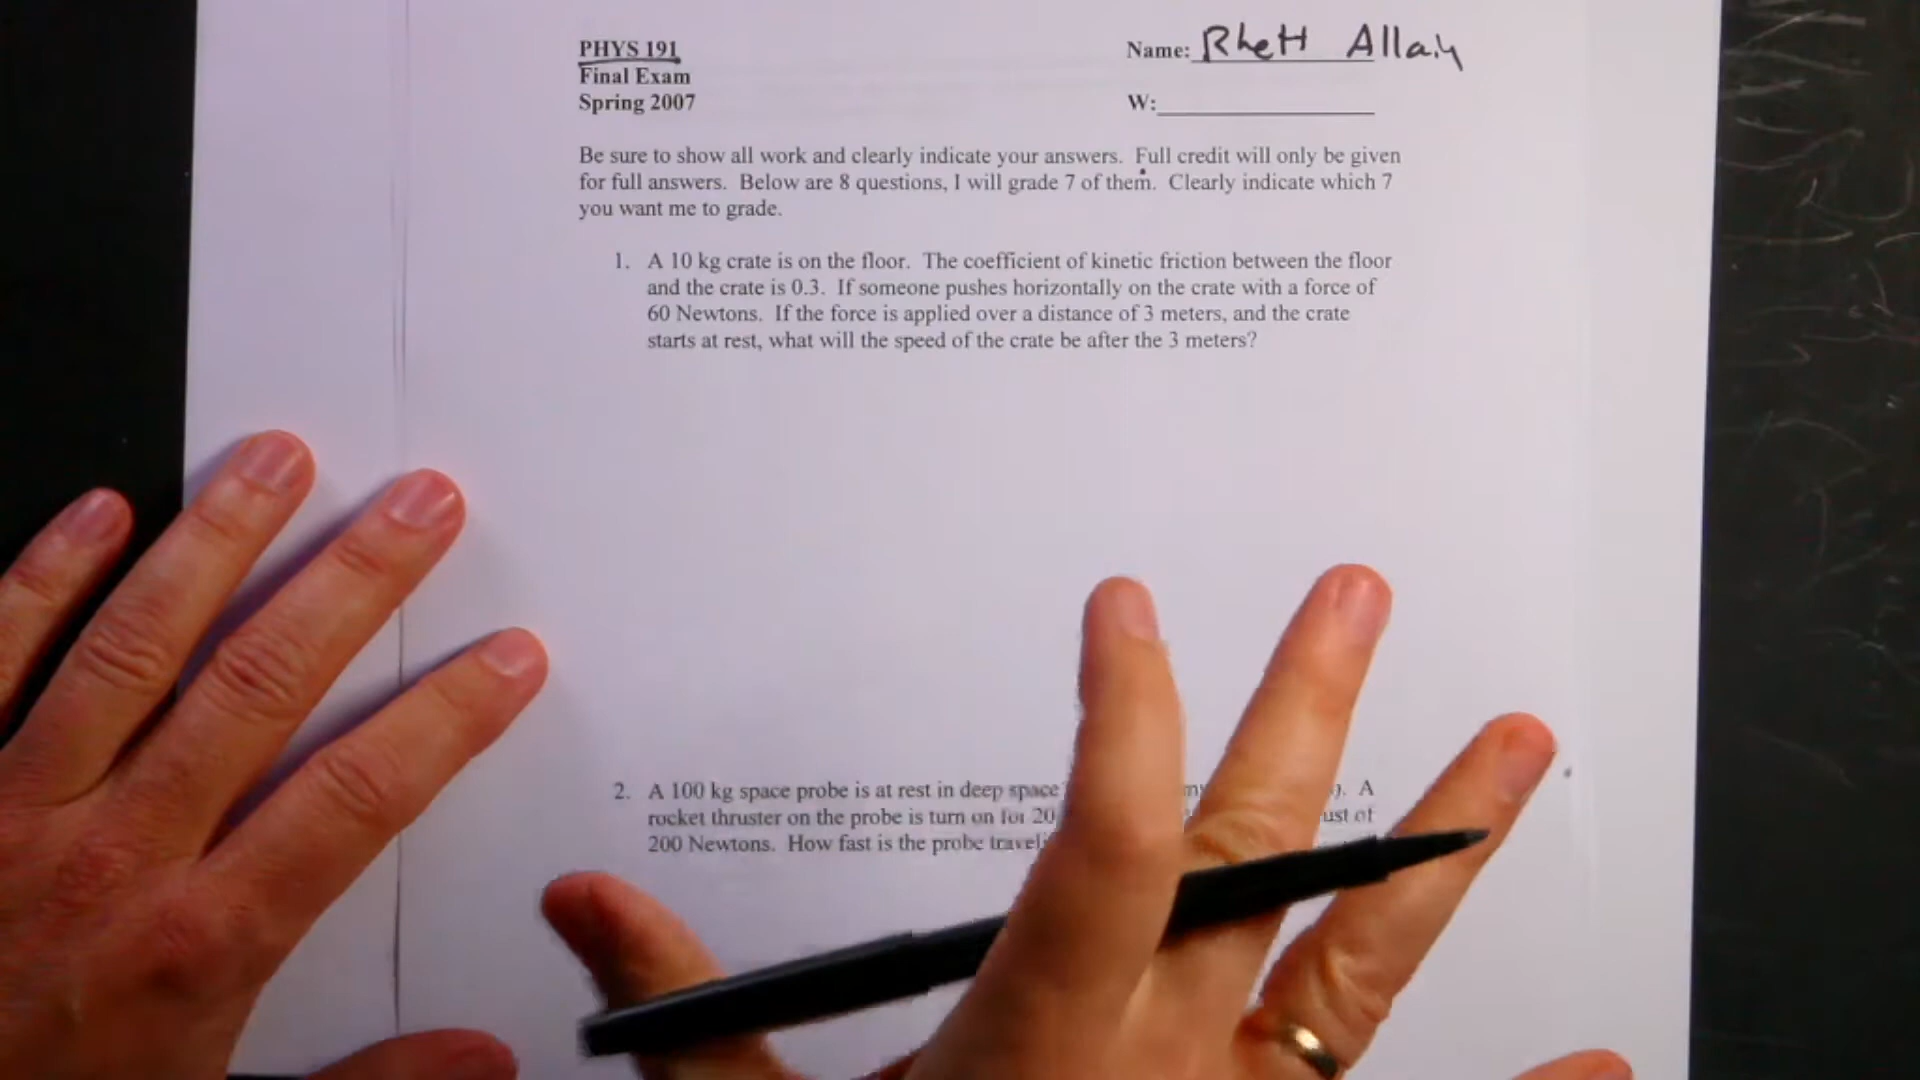 PHYS 191
Name: Rhett Allain
Final Exam
Spring 2007
W:
Be sure to show all work and clearly indicate your answers. Full credit will only be given
for full answers. Below are 8 questions, I will grade 7 of them. Clearly indicate which 7
you want me to grade.
1. A 10 kg crate is on the floor. The coefficient of kinetic friction between the floor
and the crate is 0.3. If someone pushes horizontally on the crate with a force of
60 Newtons. If the force is applied over a distance of 3 meters, and the crate
starts at rest, what will the speed of the crate be after the 3 meters?
2. A 100 kg space probe is at rest in deep space ). A
rocket thruster on the probe is turn on for 20 of
200 Newtons. How fast is the probe